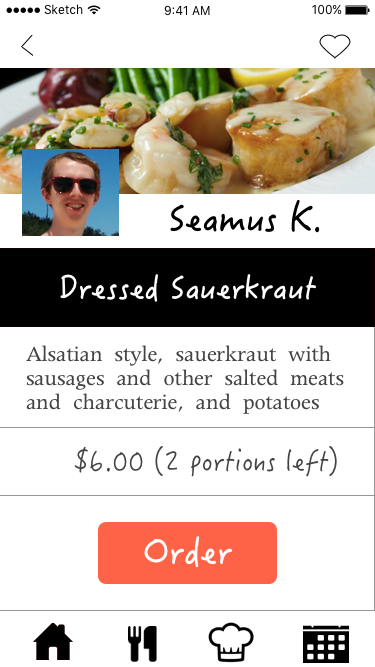 Sketch 9:41 AM 100%
Seamus K.
Dressed Sauerkraut
Alsatian style, sauerkraut with
sausages and other salted meats
and charcuterie, and potatoes
$6.00 (2 portions left)
Order